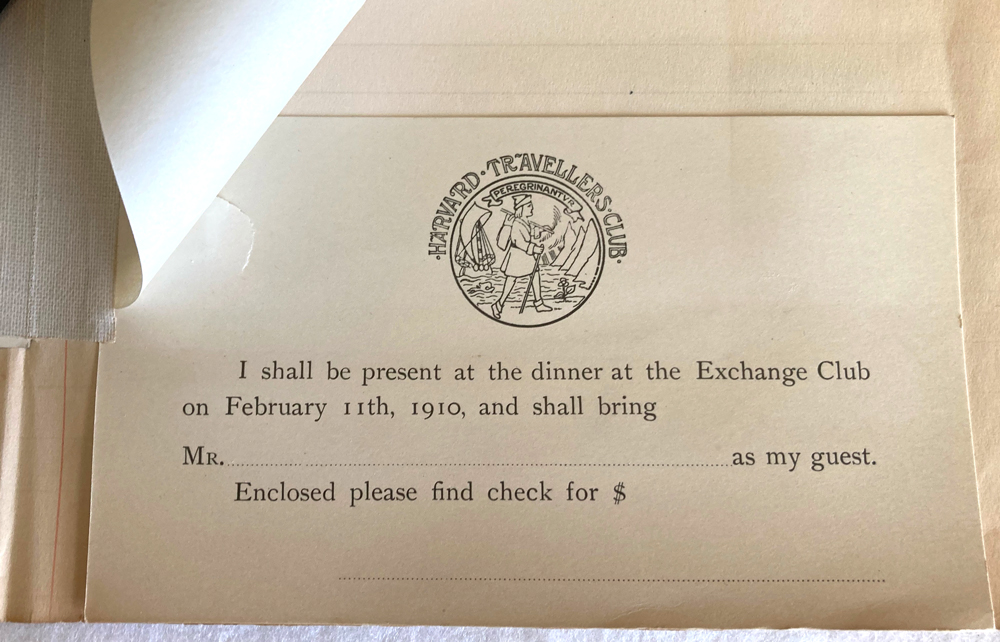 ·HARVARD·TRAVELLERS·CLUB·
PEREGRINANTVR
I shall be present at the dinner at the Exchange Club
on February 11th, 1910, and shall bring
MR. as my guest.
Enclosed please find check for $